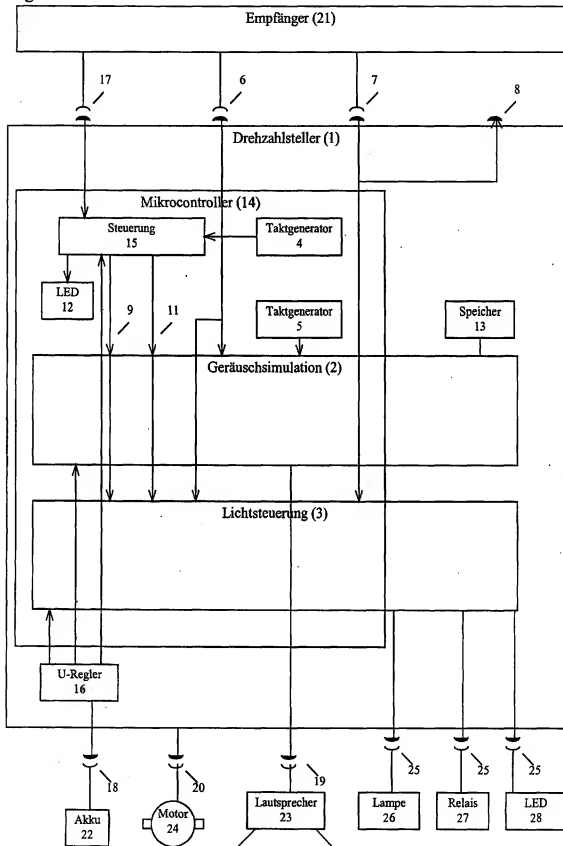 Empfänger (21)
17
6
7
8
Drehzahlsteller (1)
Mikrocontroller (14)
Steuerung
15
Taktgenerator
4
LED
12
9
11
Taktgenerator
5
Speicher
13
Geräuschsimulation (2)
Lichtsteuerung (3)
U-Regler
16
18
20
19
25
25
25
Akku
22
Motor
24
Lautsprecher
23
Lampe
26
Relais
27
LED
28